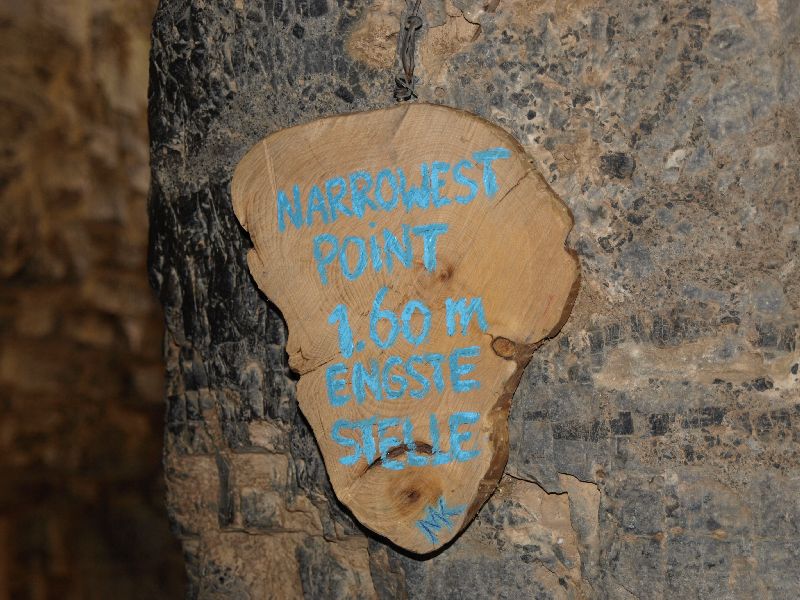 NARROWEST
POiNT
1.60 m
ENGSTE
STELLE
MK